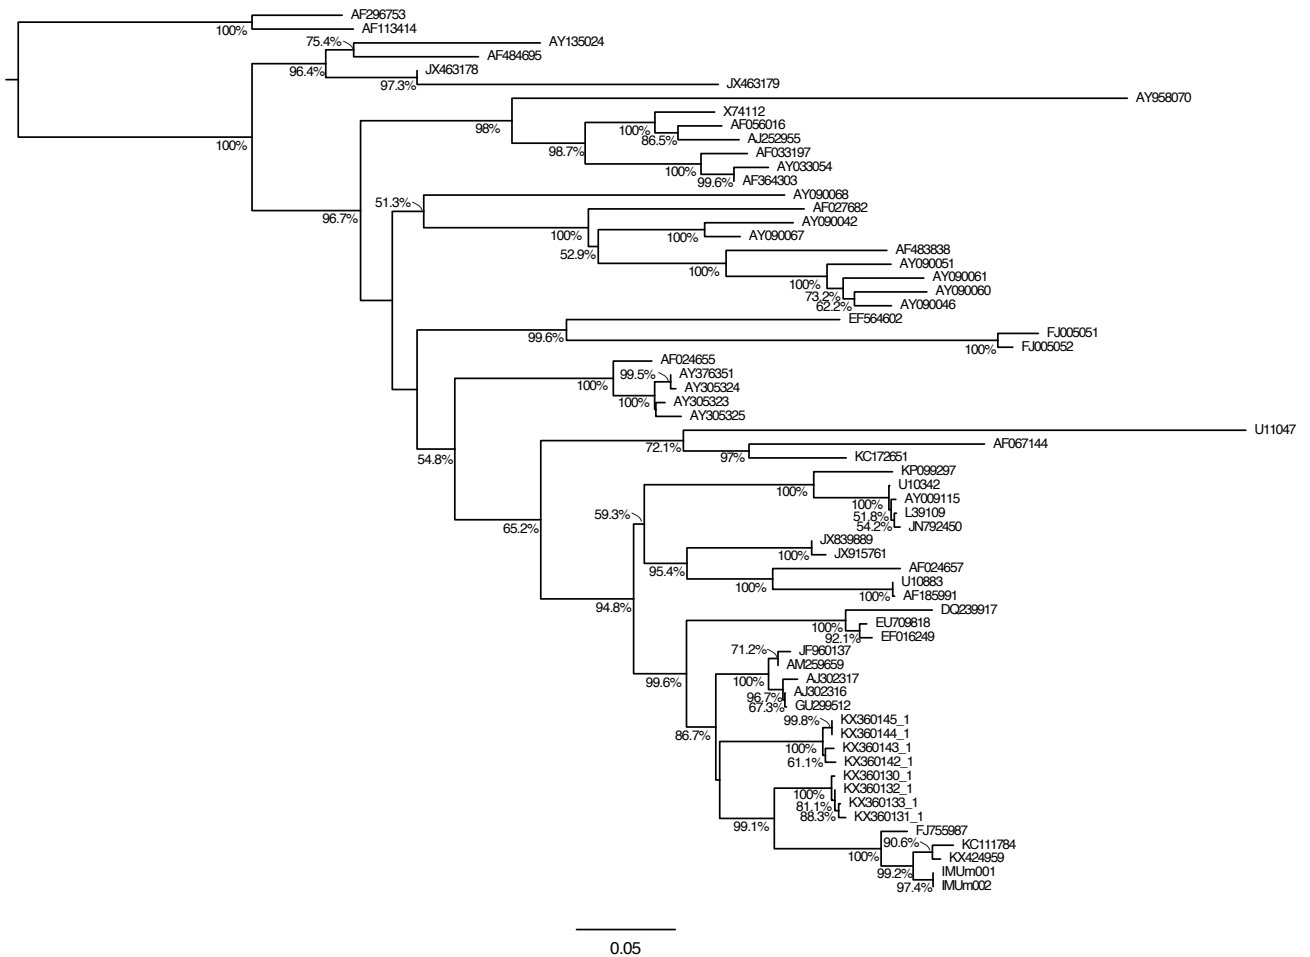 AF296753
100%
AF113414
75.4%
AY135024
AF484695
96.4%
JX463178
97.3%
JX463179
AY958070
98%
X74112
100%
AF056016
86.5%
AJ252955
100%
98.7%
AF033197
100%
AY033054
99.6%
AF364303
AY090068
51.3%
96.7%
AF027682
100%
AY090042
100%
AY090067
52.9%
AF483838
100%
AY090051
100%
AY090061
73.2%
AY090060
62.2%
AY090046
EF564602
99.6%
FJ005051
100%
FJ005052
AF024655
100%
99.5%
AY376351
AY305324
100%
AY305323
AY305325
U11047
72.1%
AF067144
97%
KC172651
54.8%
KP099297
100%
U10342
100%
AY009115
51.8%
L39109
54.2%
JN792450
59.3%
65.2%
JX839889
100%
JX915761
95.4%
AF024657
100%
U10883
100%
AF185991
94.8%
DQ239917
100%
EU709818
92.1%
EF016249
71.2%
JF960137
AM259659
99.6%
100%
AJ302317
96.7%
AJ302316
67.3%
GU299512
86.7%
99.8%
KX360145_1
KX360144_1
100%
KX360143_1
61.1%
KX360142_1
KX360130_1
100%
KX360132_1
81.1%
KX360133_1
88.3%
KX360131_1
99.1%
FJ755987
90.6%
KC111784
100%
KX424959
99.2%
IMUm001
97.4%
IMUm002
0.05